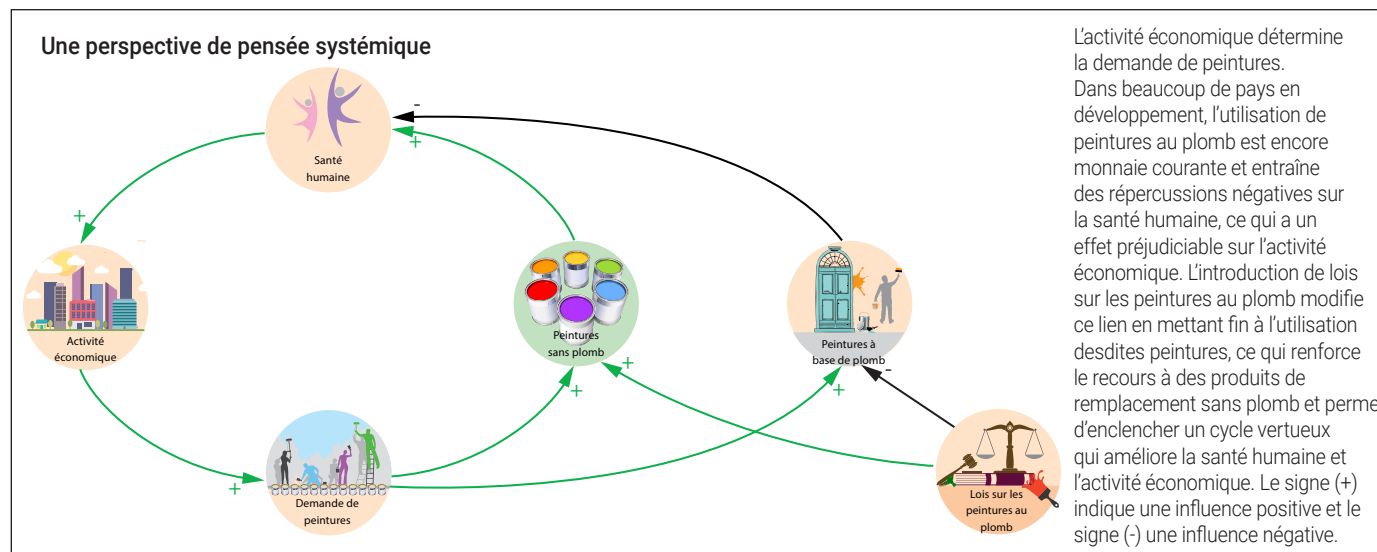 Une perspective de pensée systémique
-
+
Santé
humaine
+
Activité
économique
Peintures
sans plomb
Peintures à
base de plomb
+
+
+
-
+
Demande de
peintures
Lois sur les
peintures au
plomb
L’activité économique détermine
la demande de peintures.
Dans beaucoup de pays en
développement, l’utilisation de
peintures au plomb est encore
monnaie courante et entraîne
des répercussions négatives sur
la santé humaine, ce qui a un
effet préjudiciable sur l’activité
économique. L’introduction de lois
sur les peintures au plomb modifie
ce lien en mettant fin à l’utilisation
desdites peintures, ce qui renforce
le recours à des produits de
remplacement sans plomb et perme
d’enclencher un cycle vertueux
qui améliore la santé humaine et
l’activité économique. Le signe (+)
indique une influence positive et le
signe (-) une influence négative.